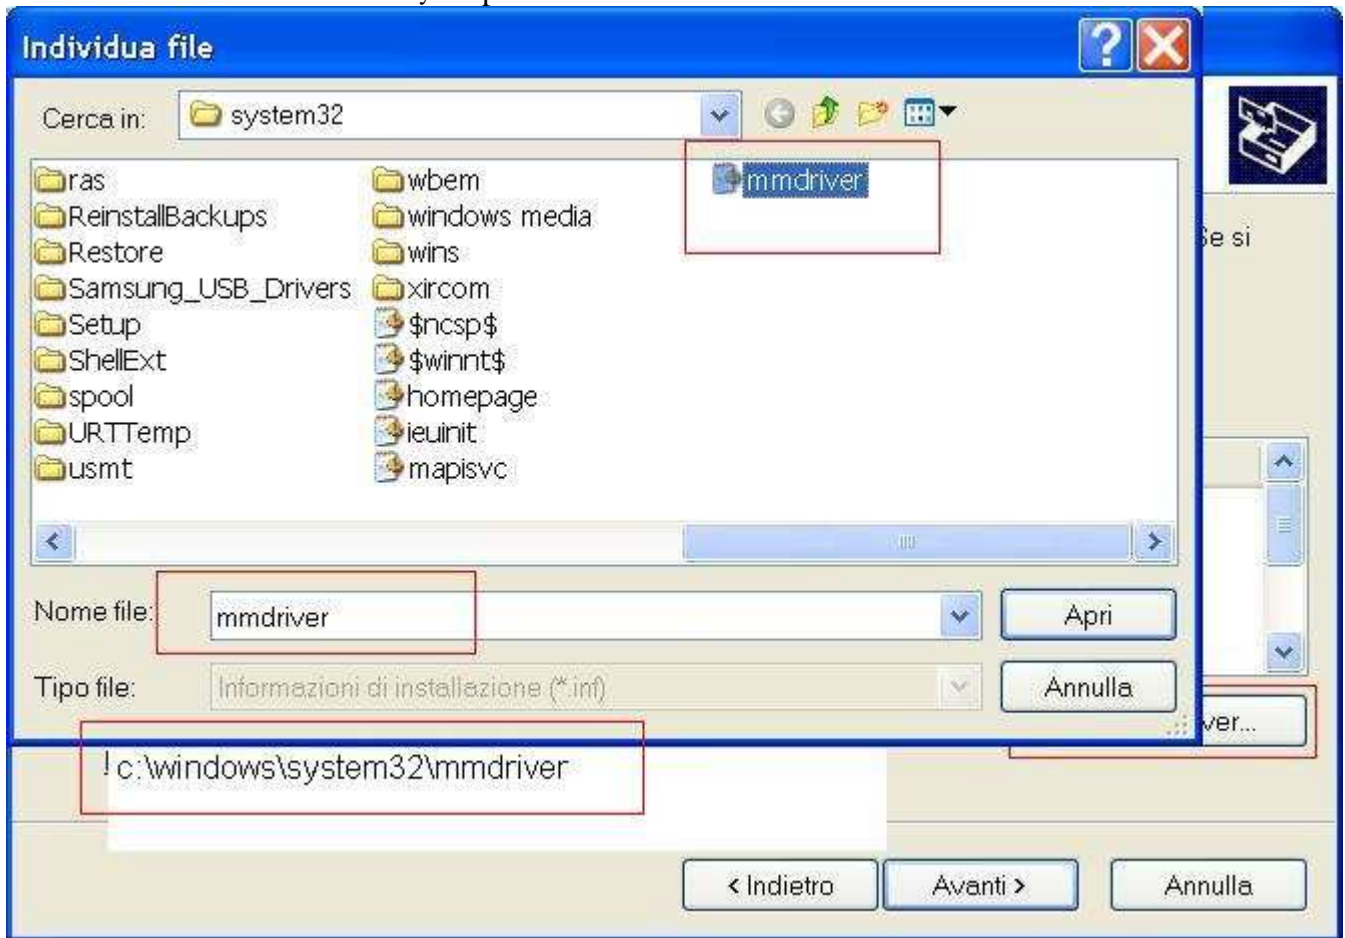 Individua file
Cerca in: system32
ras
ReinstallBackups
Restore
Samsung_USB_Drivers
Setup
ShellExt
spool
URTTemp
usmt
wbem
windows media
wins
xircom
$ncsp$
$winnt$
homepage
ieuinit
mapisvc
mmdriver
Se si
Nome file: mmdriver Apri
Tipo file: Informazioni di installazione (*.inf) Annulla
ver...
c:\windows\system32\mmdriver
< Indietro Avanti > Annulla